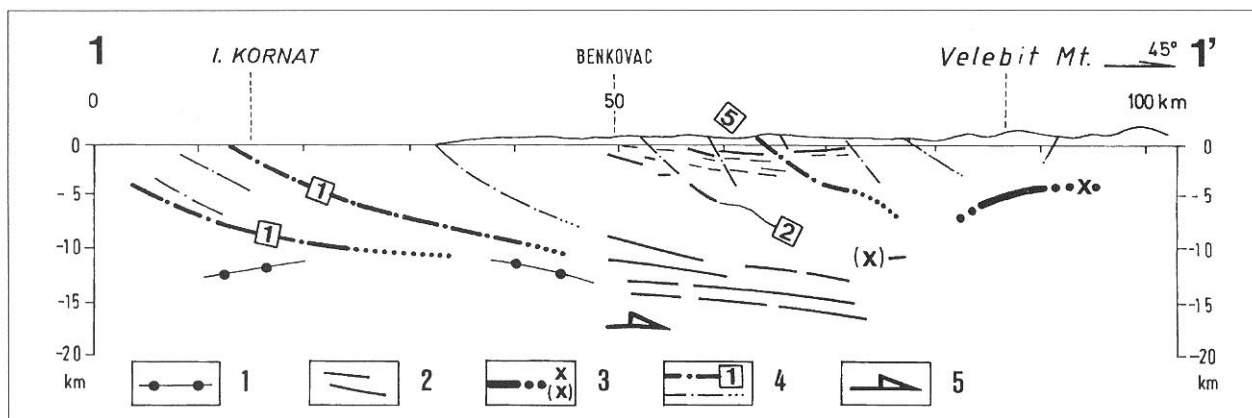 1 I. KORNAT BENKOVAC Velebit Mt. 45° 1'
0 50 100 km
5
0 0
1
- 5 - 5
1 2
x
-10 (x) -10
-15 -15
-20 -20
km 1 2 x (x) 3 1 4 5 km